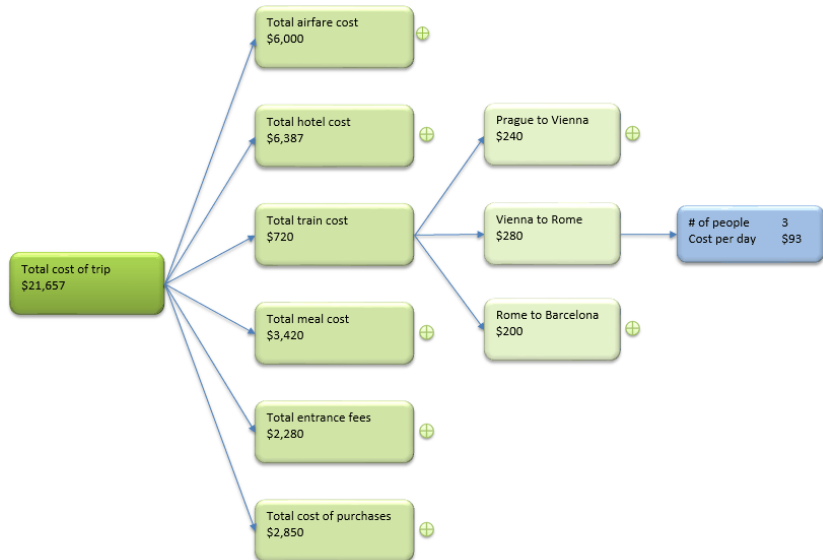 Total airfare cost
$6,000
Total hotel cost
$6,387
Prague to Vienna
$240
Total train cost
$720
Vienna to Rome
$280
# of people 3
Cost per day $93
Total cost of trip
$21,657
Total meal cost
$3,420
Rome to Barcelona
$200
Total entrance fees
$2,280
Total cost of purchases
$2,850